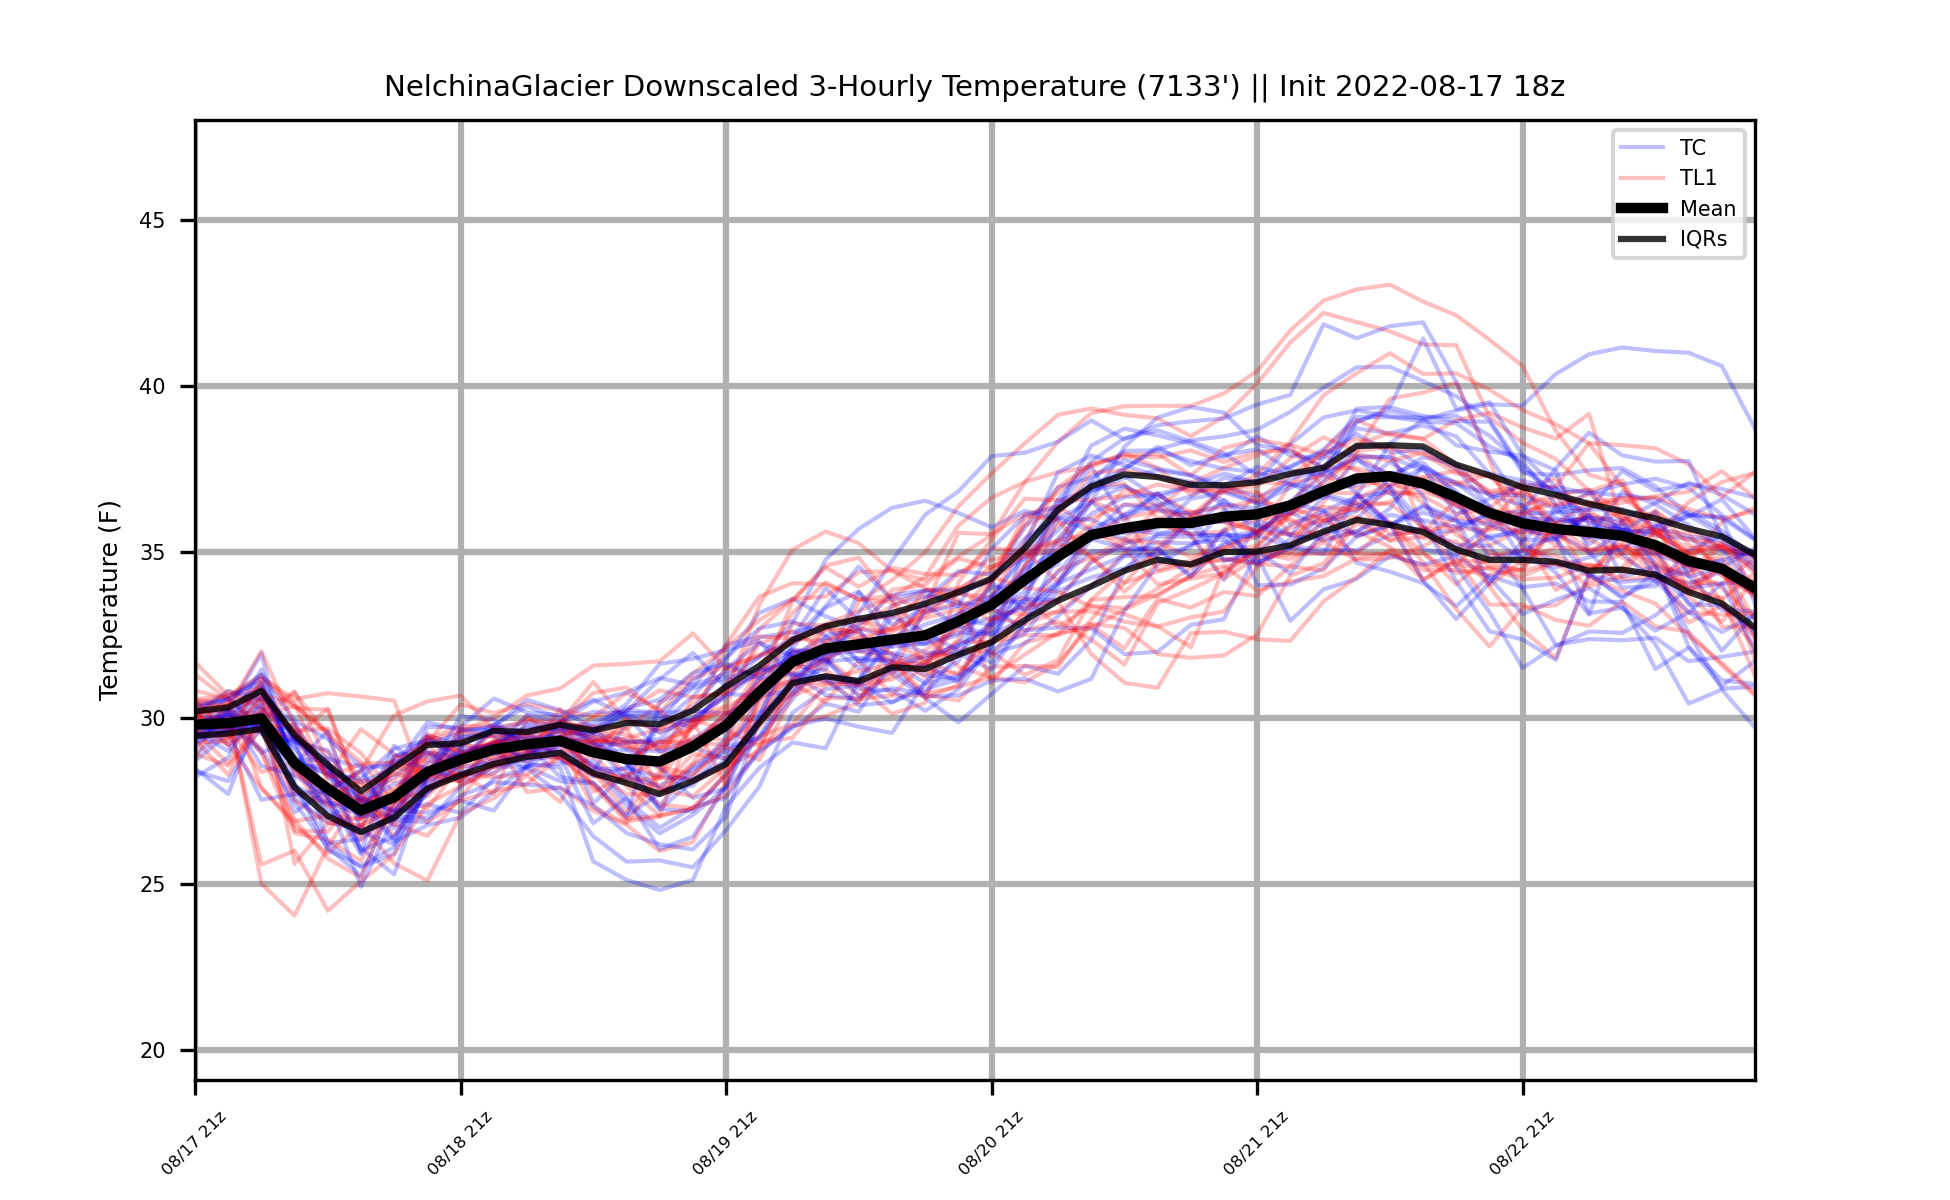 NelchinaGlacier Downscaled 3-Hourly Temperature (7133') || Init 2022-08-17 18z
TC
TL1
Mean
IQRs
Temperature (F)
45
40
35
30
25
20
08/17 21z
08/18 21z
08/19 21z
08/20 21z
08/21 21z
08/22 21z